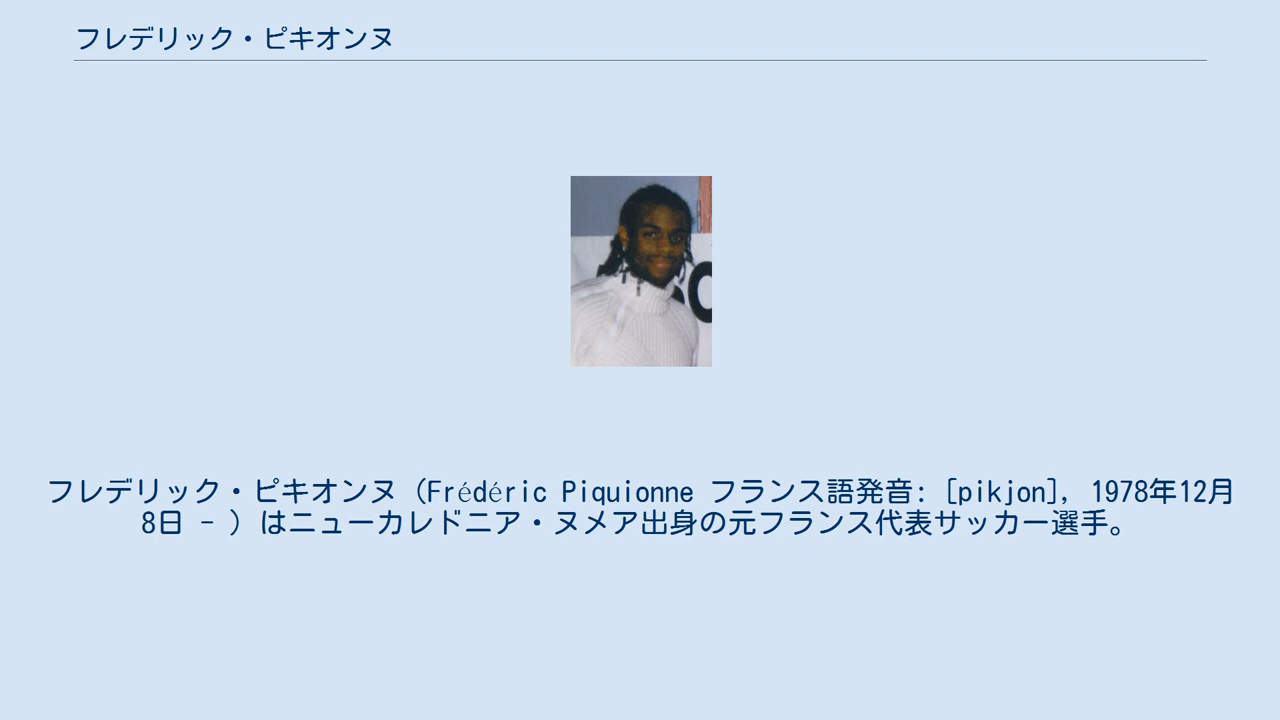 フレデリック・ピキオンヌ
フレデリック・ピキオンヌ（Frédéric Piquionne フランス語発音: [pikjon], 1978年12月
8日 - ）はニューカレドニア・ヌメア出身の元フランス代表サッカー選手。